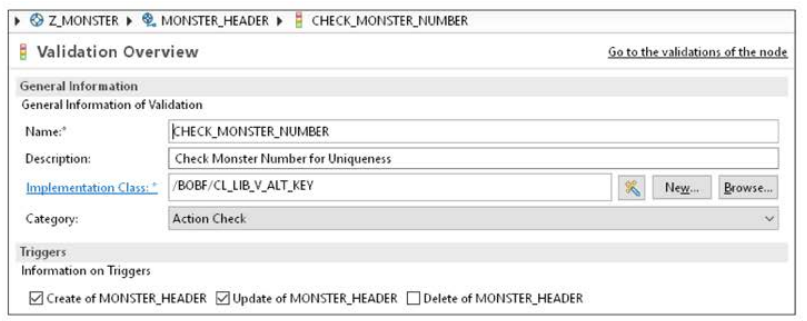 Z_MONSTER MONSTER_HEADER CHECK_MONSTER_NUMBER
Validation Overview Go to the validations of the node
General Information
General Information of Validation
Name:* CHECK_MONSTER_NUMBER
Description: Check Monster Number for Uniqueness
Implementation Class: * /BOBF/CL_LIB_V_ALT_KEY New... Browse...
Category: Action Check
Triggers
Information on Triggers
Create of MONSTER_HEADER Update of MONSTER_HEADER Delete of MONSTER_HEADER